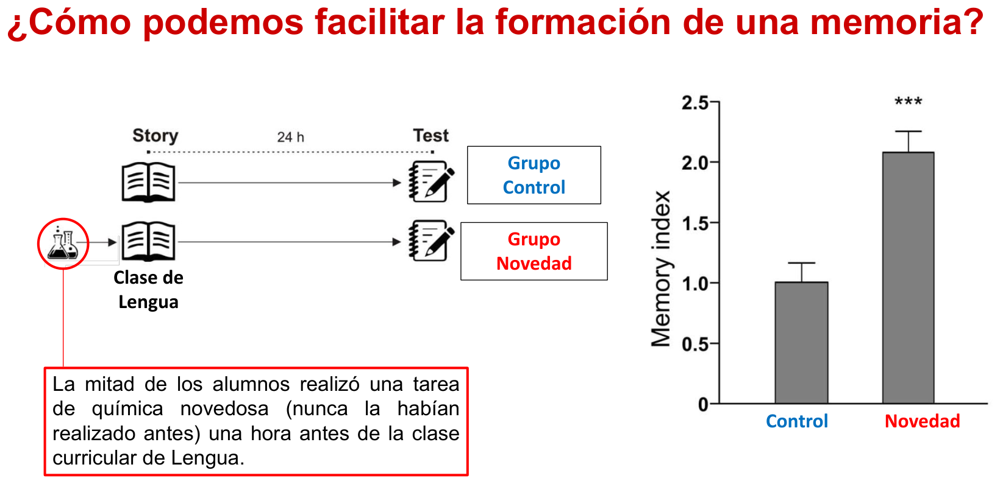 ¿Cómo podemos facilitar la formación de una memoria?
Story
24 h
Test
Grupo
Control
Grupo
Novedad
Clase de
Lengua
La mitad de los alumnos realizó una tarea
de química novedosa (nunca la habían
realizado antes) una hora antes de la clase
curricular de Lengua.
Memory index
2.5
2.0
1.5
1.0
0.5
0
***
Control
Novedad